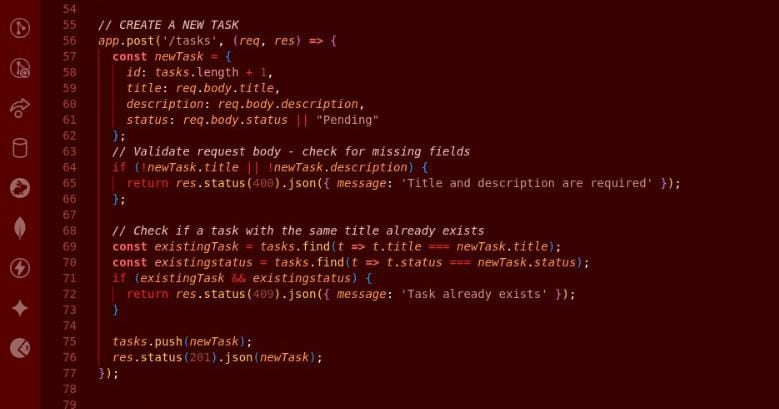 54
55 // CREATE A NEW TASK
56 app.post('/tasks', (req, res) => {
57 const newTask = {
58 id: tasks.length + 1,
59 title: req.body.title,
60 description: req.body.description,
61 status: req.body.status || "Pending"
62 };
63 // Validate request body - check for missing fields
64 if (!newTask.title || !newTask.description) {
65 return res.status(400).json({ message: 'Title and description are required' });
66 };
67
68 // Check if a task with the same title already exists
69 const existingTask = tasks.find(t => t.title === newTask.title);
70 const existingstatus = tasks.find(t => t.status === newTask.status);
71 if (existingTask && existingstatus) {
72 return res.status(409).json({ message: 'Task already exists' });
73 }
74
75 tasks.push(newTask);
76 res.status(201).json(newTask);
77 });
78
79